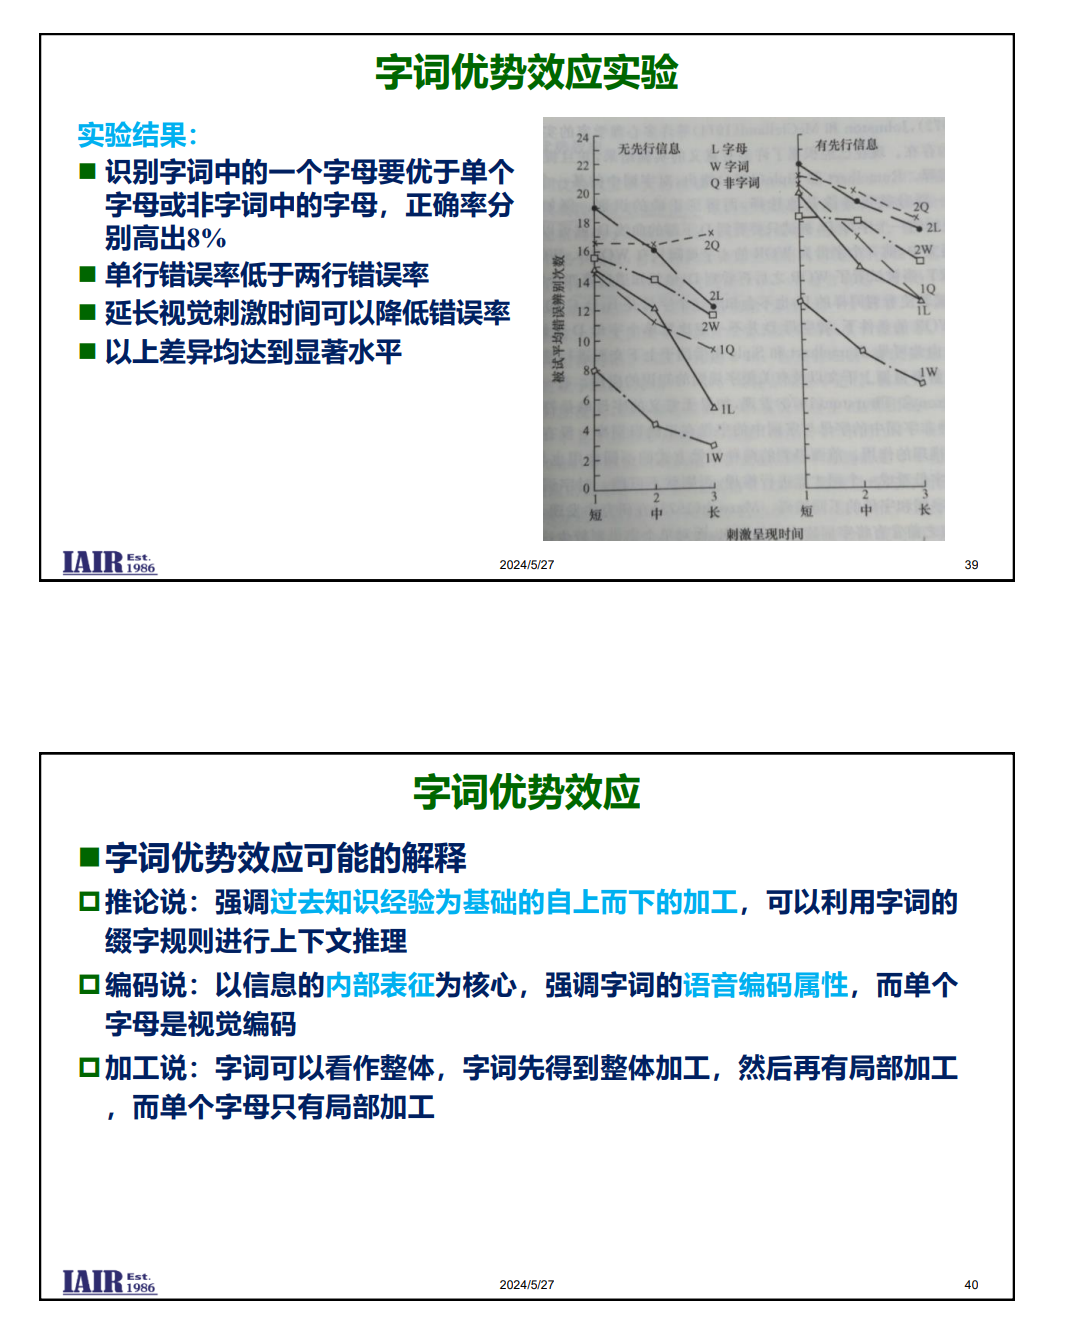 字词优势效应实验
实验结果：
识别字词中的一个字母要优于单个
字母或非字词中的字母，正确率分
别高出8%
单行错误率低于两行错误率
延长视觉刺激时间可以降低错误率
以上差异均达到显著水平
无先行信息
L 字母
W 字词
Q 非字词
有先行信息
被试平均错误辨别次数
24
22
20
18
16
14
12
10
8
6
4
2
0
2Q
2L
2W
1Q
1L
1W
2Q
2L
2W
1Q
1L
1W
1
2
3
短
中
长
1
2
3
短
中
长
刺激呈现时间
IAIR Est. 1986
2024/5/27
39
字词优势效应
字词优势效应可能的解释
推论说：强调过去知识经验为基础的自上而下的加工，可以利用字词的
缀字规则进行上下文推理
编码说：以信息的内部表征为核心，强调字词的语音编码属性，而单个
字母是视觉编码
加工说：字词可以看作整体，字词先得到整体加工，然后再有局部加工
，而单个字母只有局部加工
IAIR Est. 1986
2024/5/27
40